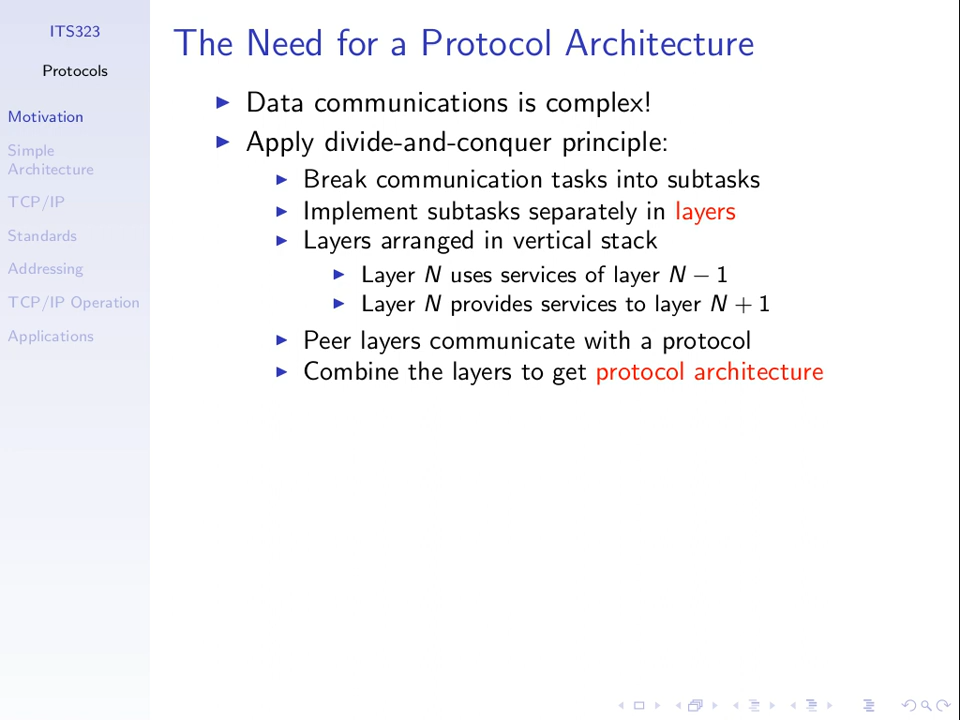 ITS323
Protocols
Motivation
Simple
Architecture
TCP/IP
Standards
Addressing
TCP/IP Operation
Applications
The Need for a Protocol Architecture
Data communications is complex!
Apply divide-and-conquer principle:
Break communication tasks into subtasks
Implement subtasks separately in layers
Layers arranged in vertical stack
Layer N uses services of layer N − 1
Layer N provides services to layer N + 1
Peer layers communicate with a protocol
Combine the layers to get protocol architecture